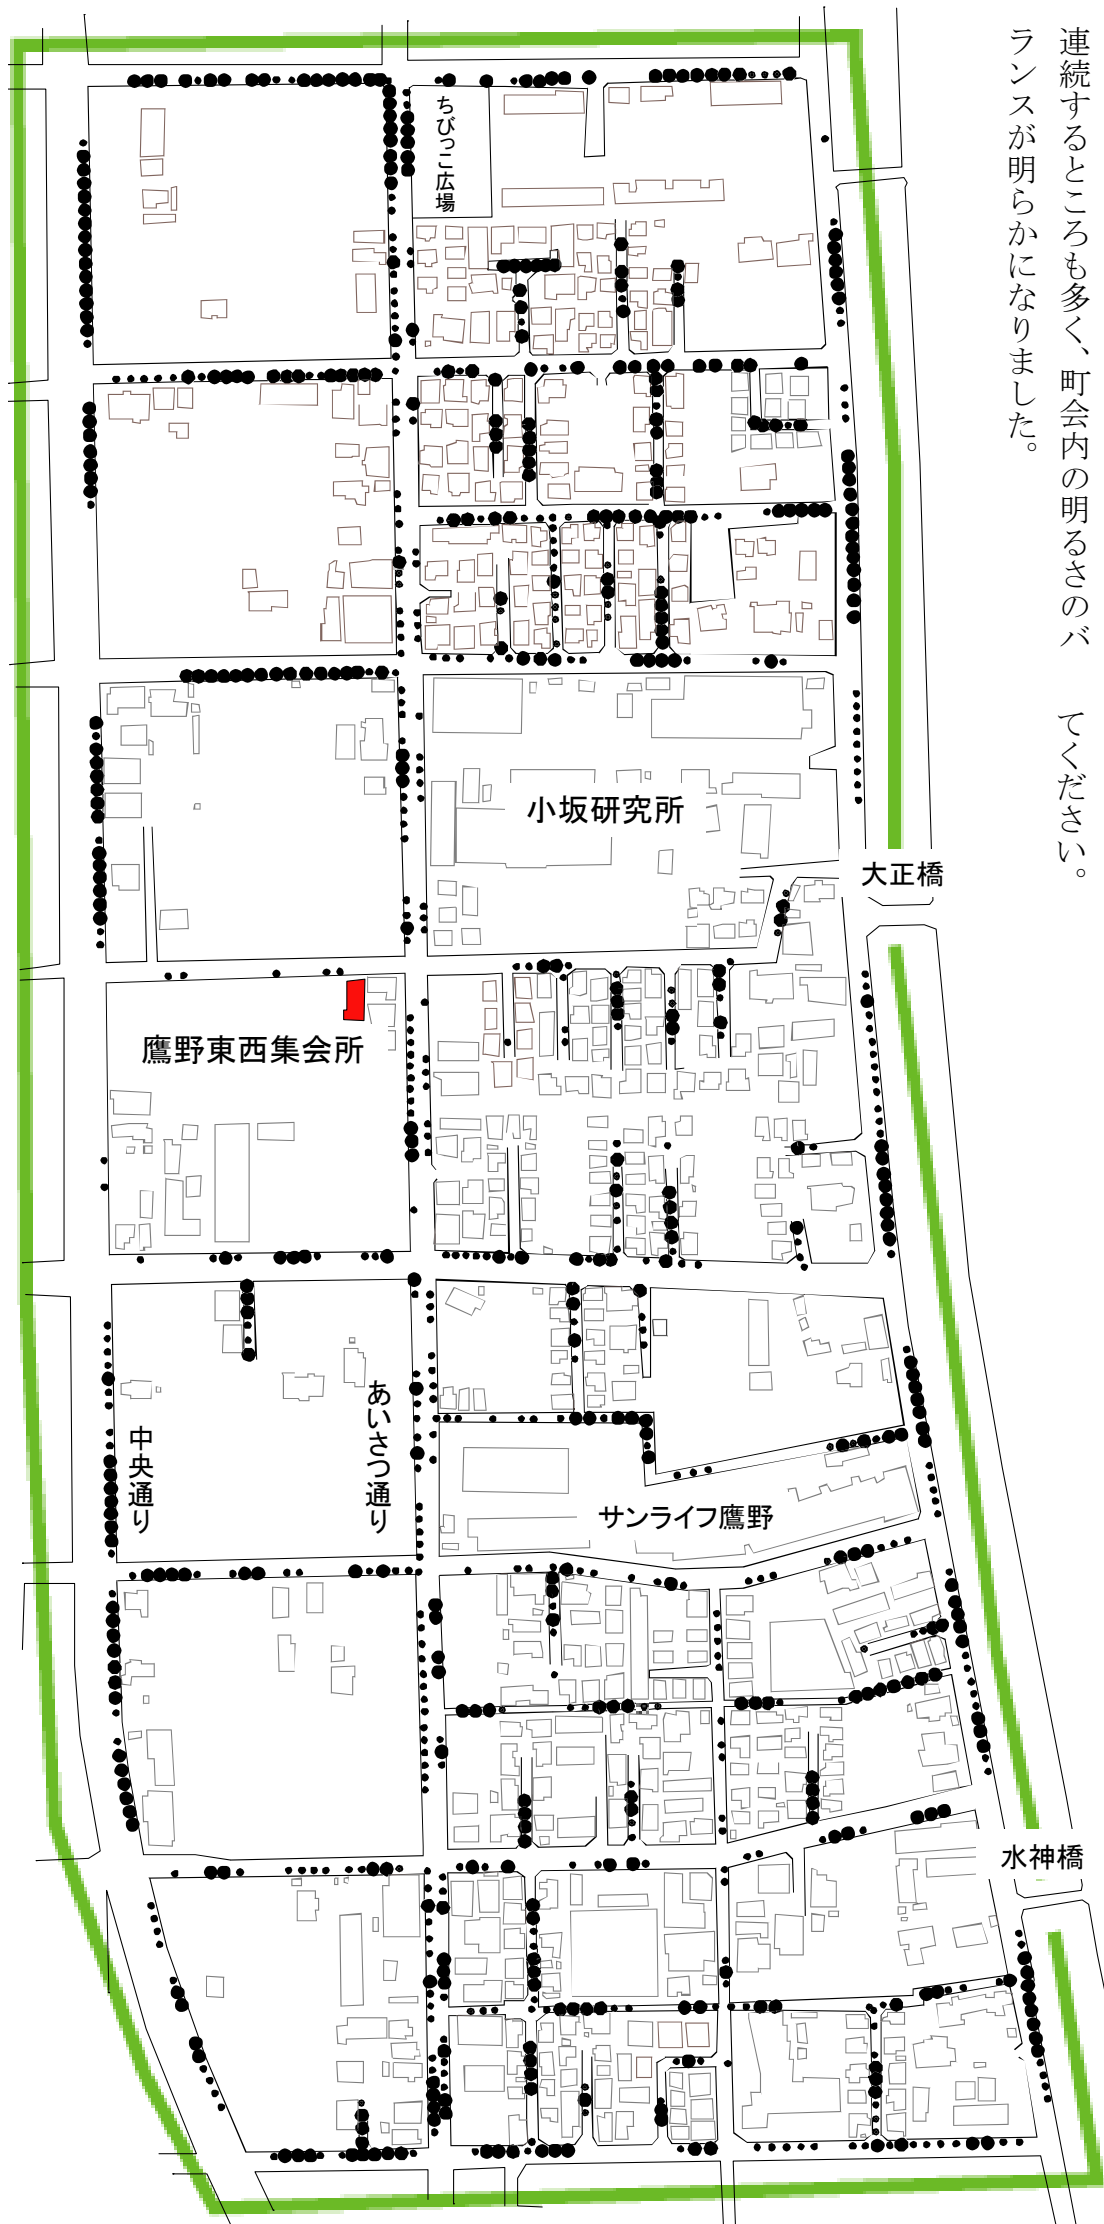 連続するところも多く、町会内の明るさのバ
ランスが明らかになりました。
てください。
ちびっこ広場
小坂研究所
大正橋
鷹野東西集会所
あいさつ通り
中央通り
サンライフ鷹野
水神橋